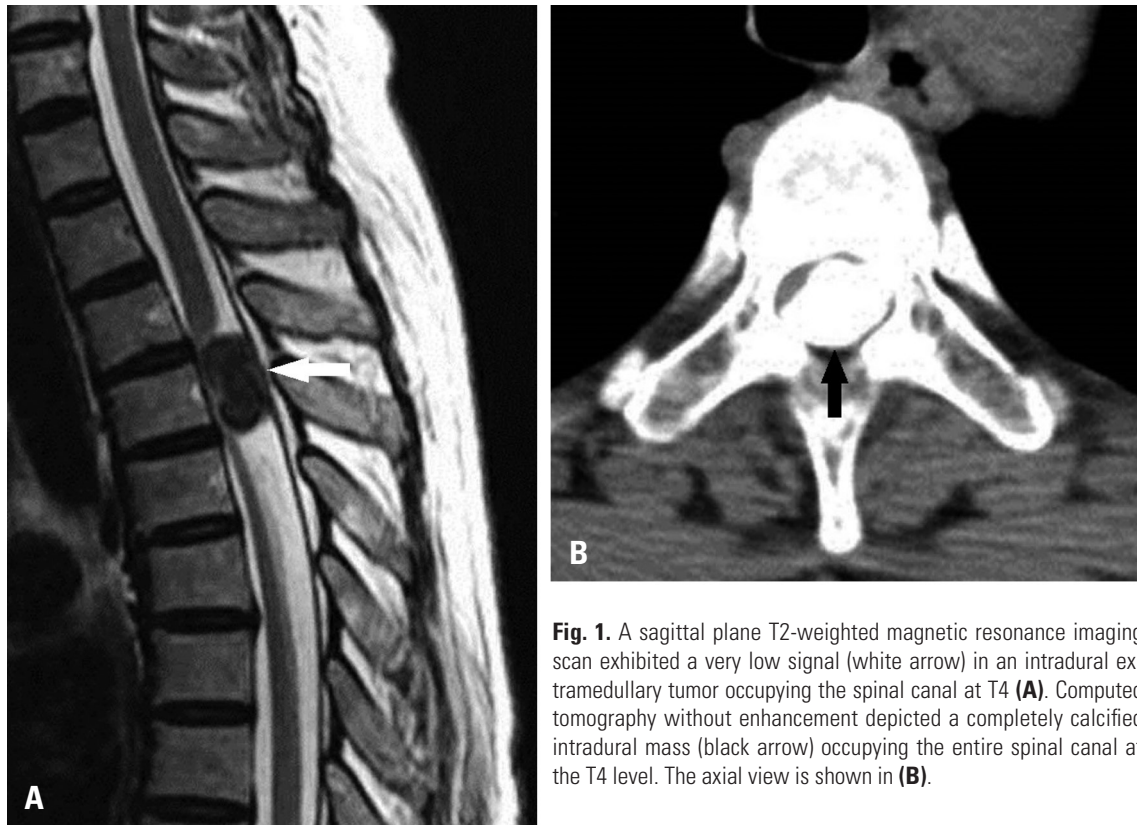 A
B
Fig. 1. A sagittal plane T2-weighted magnetic resonance imaging
scan exhibited a very low signal (white arrow) in an intradural ex
tramedullary tumor occupying the spinal canal at T4 (A). Computed
tomography without enhancement depicted a completely calcified
intradural mass (black arrow) occupying the entire spinal canal at
the T4 level. The axial view is shown in (B).